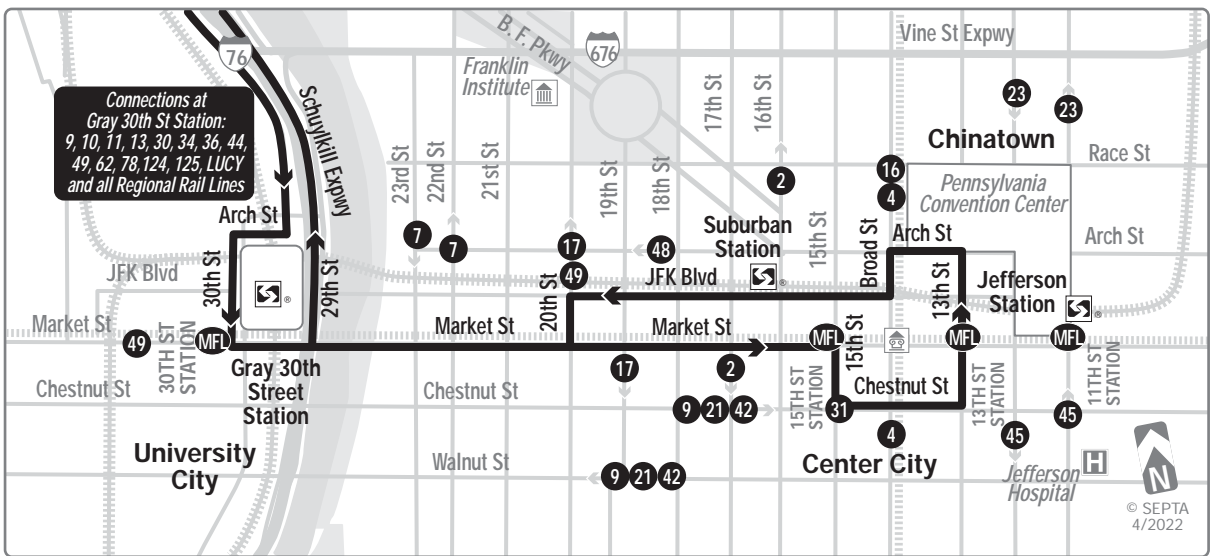 Vine St Expwy
B. F. Pkwy
76
676
Franklin
Institute
Schuylkill Expwy
Connections at
Gray 30th St Station:
9, 10, 11, 13, 30, 34, 36, 44,
49, 62, 78,124, 125, LUCY
and all Regional Rail Lines
17th St
16th St
23
23
Chinatown
23rd St
22nd St
21st St
19th St
18th St
2
16
4
Race St
Pennsylvania
Convention Center
Arch St
7
7
17
48
49
Suburban
Station
15th St
Broad St
Arch St
Arch St
JFK Blvd
30th St
®
29th St
20th St
JFK Blvd
®
13th St
Jefferson
Station
®
Market St
49
30TH ST
STATION
MFL
Market St
Market St
MFL
15th St
MFL
MFL
Gray 30th
Street
Station
Chestnut St
Chestnut St
17
2
9 21 42
15TH ST
STATION
31
Chestnut St
13TH ST
STATION
11TH ST
STATION
4
45
45
University
City
Walnut St
9 21 42
Center City
Jefferson
Hospital
H
N
© SEPTA
4/2022